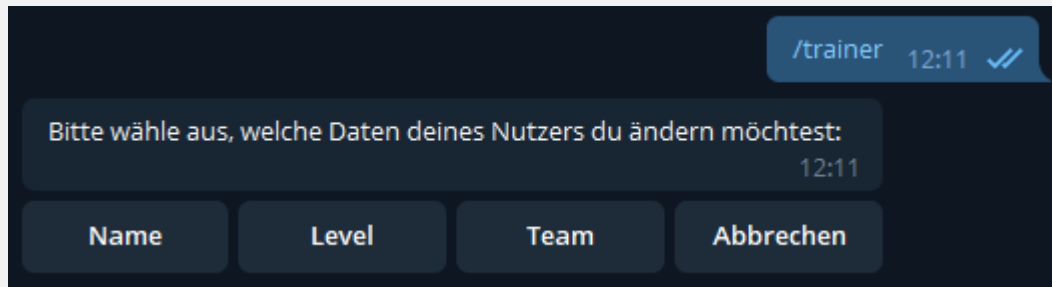 /trainer 12:11
Bitte wähle aus, welche Daten deines Nutzers du ändern möchtest:
12:11
Name Level Team Abbrechen